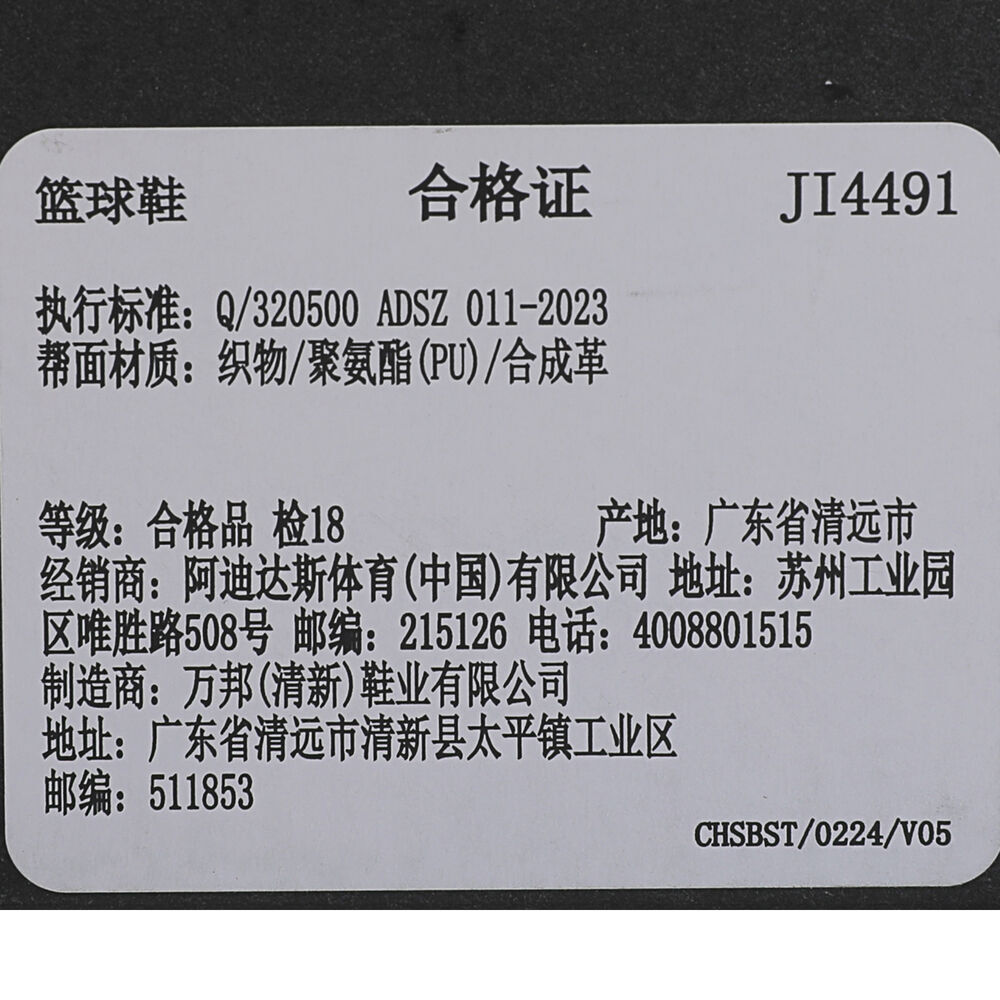 篮球鞋 合格证 JI4491
执行标准：Q/320500 ADSZ 011-2023
帮面材质：织物/聚氨酯(PU)/合成革
等级：合格品 检18 产地：广东省清远市
经销商：阿迪达斯体育(中国)有限公司 地址：苏州工业园
区唯胜路508号 邮编：215126 电话：4008801515
制造商：万邦(清新)鞋业有限公司
地址：广东省清远市清新县太平镇工业区
邮编：511853
CHSBST/0224/V05